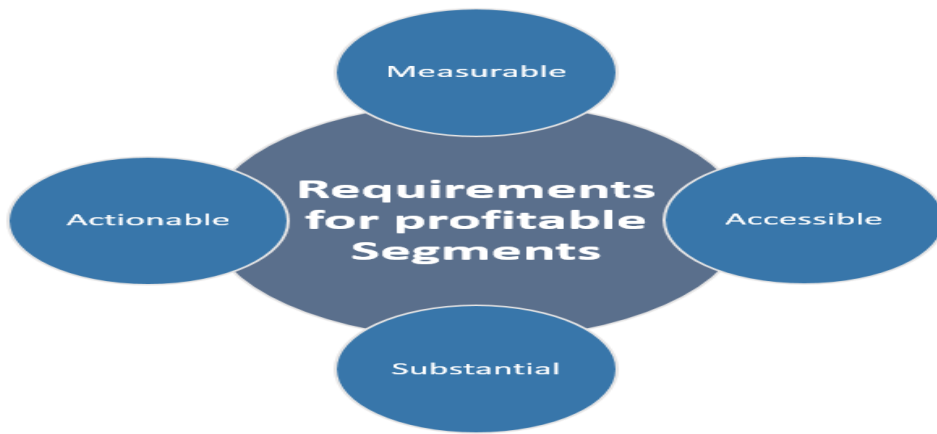 Measurable
Requirements
for profitable
Segments
Actionable
Accessible
Substantial